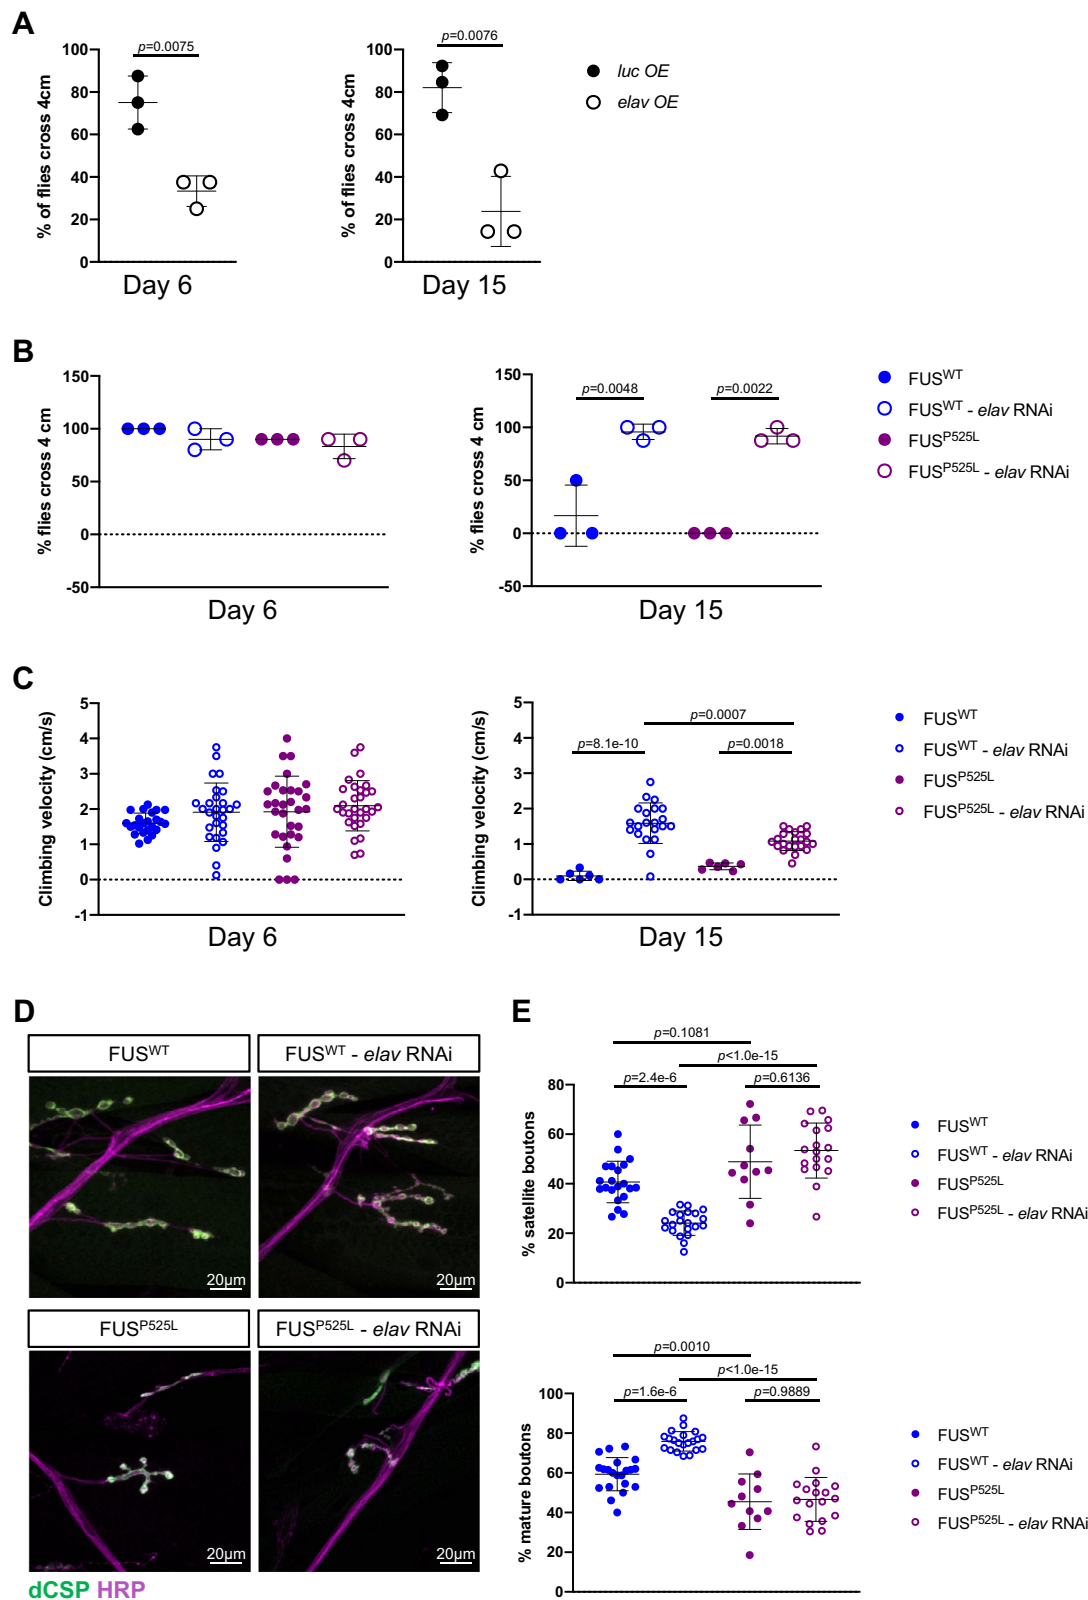 A
% of flies cross 4cm
100
80
60
40
20
0
p=0.0075
Day 6
% of flies cross 4cm
100
80
60
40
20
0
p=0.0076
Day 15
luc OE
elav OE
B
% flies cross 4 cm
150
100
50
0
-50
Day 6
% flies cross 4 cm
150
100
50
0
-50
p=0.0048
p=0.0022
Day 15
FUSWT
FUSWT - elav RNAi
FUSP525L
FUSP525L - elav RNAi
C
Climbing velocity (cm/s)
5
4
3
2
1
0
-1
Day 6
Climbing velocity (cm/s)
5
4
3
2
1
0
-1
p=0.0007
p=8.1e-10
p=0.0018
Day 15
FUSWT
FUSWT - elav RNAi
FUSP525L
FUSP525L - elav RNAi
D
FUSWT
FUSWT - elav RNAi
20µm
20µm
FUSP525L
FUSP525L - elav RNAi
20µm
20µm
dCSP HRP
E
% satellite boutons
80
60
40
20
0
p=0.1081
p<1.0e-15
p=2.4e-6
p=0.6136
FUSWT
FUSWT - elav RNAi
FUSP525L
FUSP525L - elav RNAi
% mature boutons
100
80
60
40
20
0
p=0.0010
p<1.0e-15
p=1.6e-6
p=0.9889
FUSWT
FUSWT - elav RNAi
FUSP525L
FUSP525L - elav RNAi